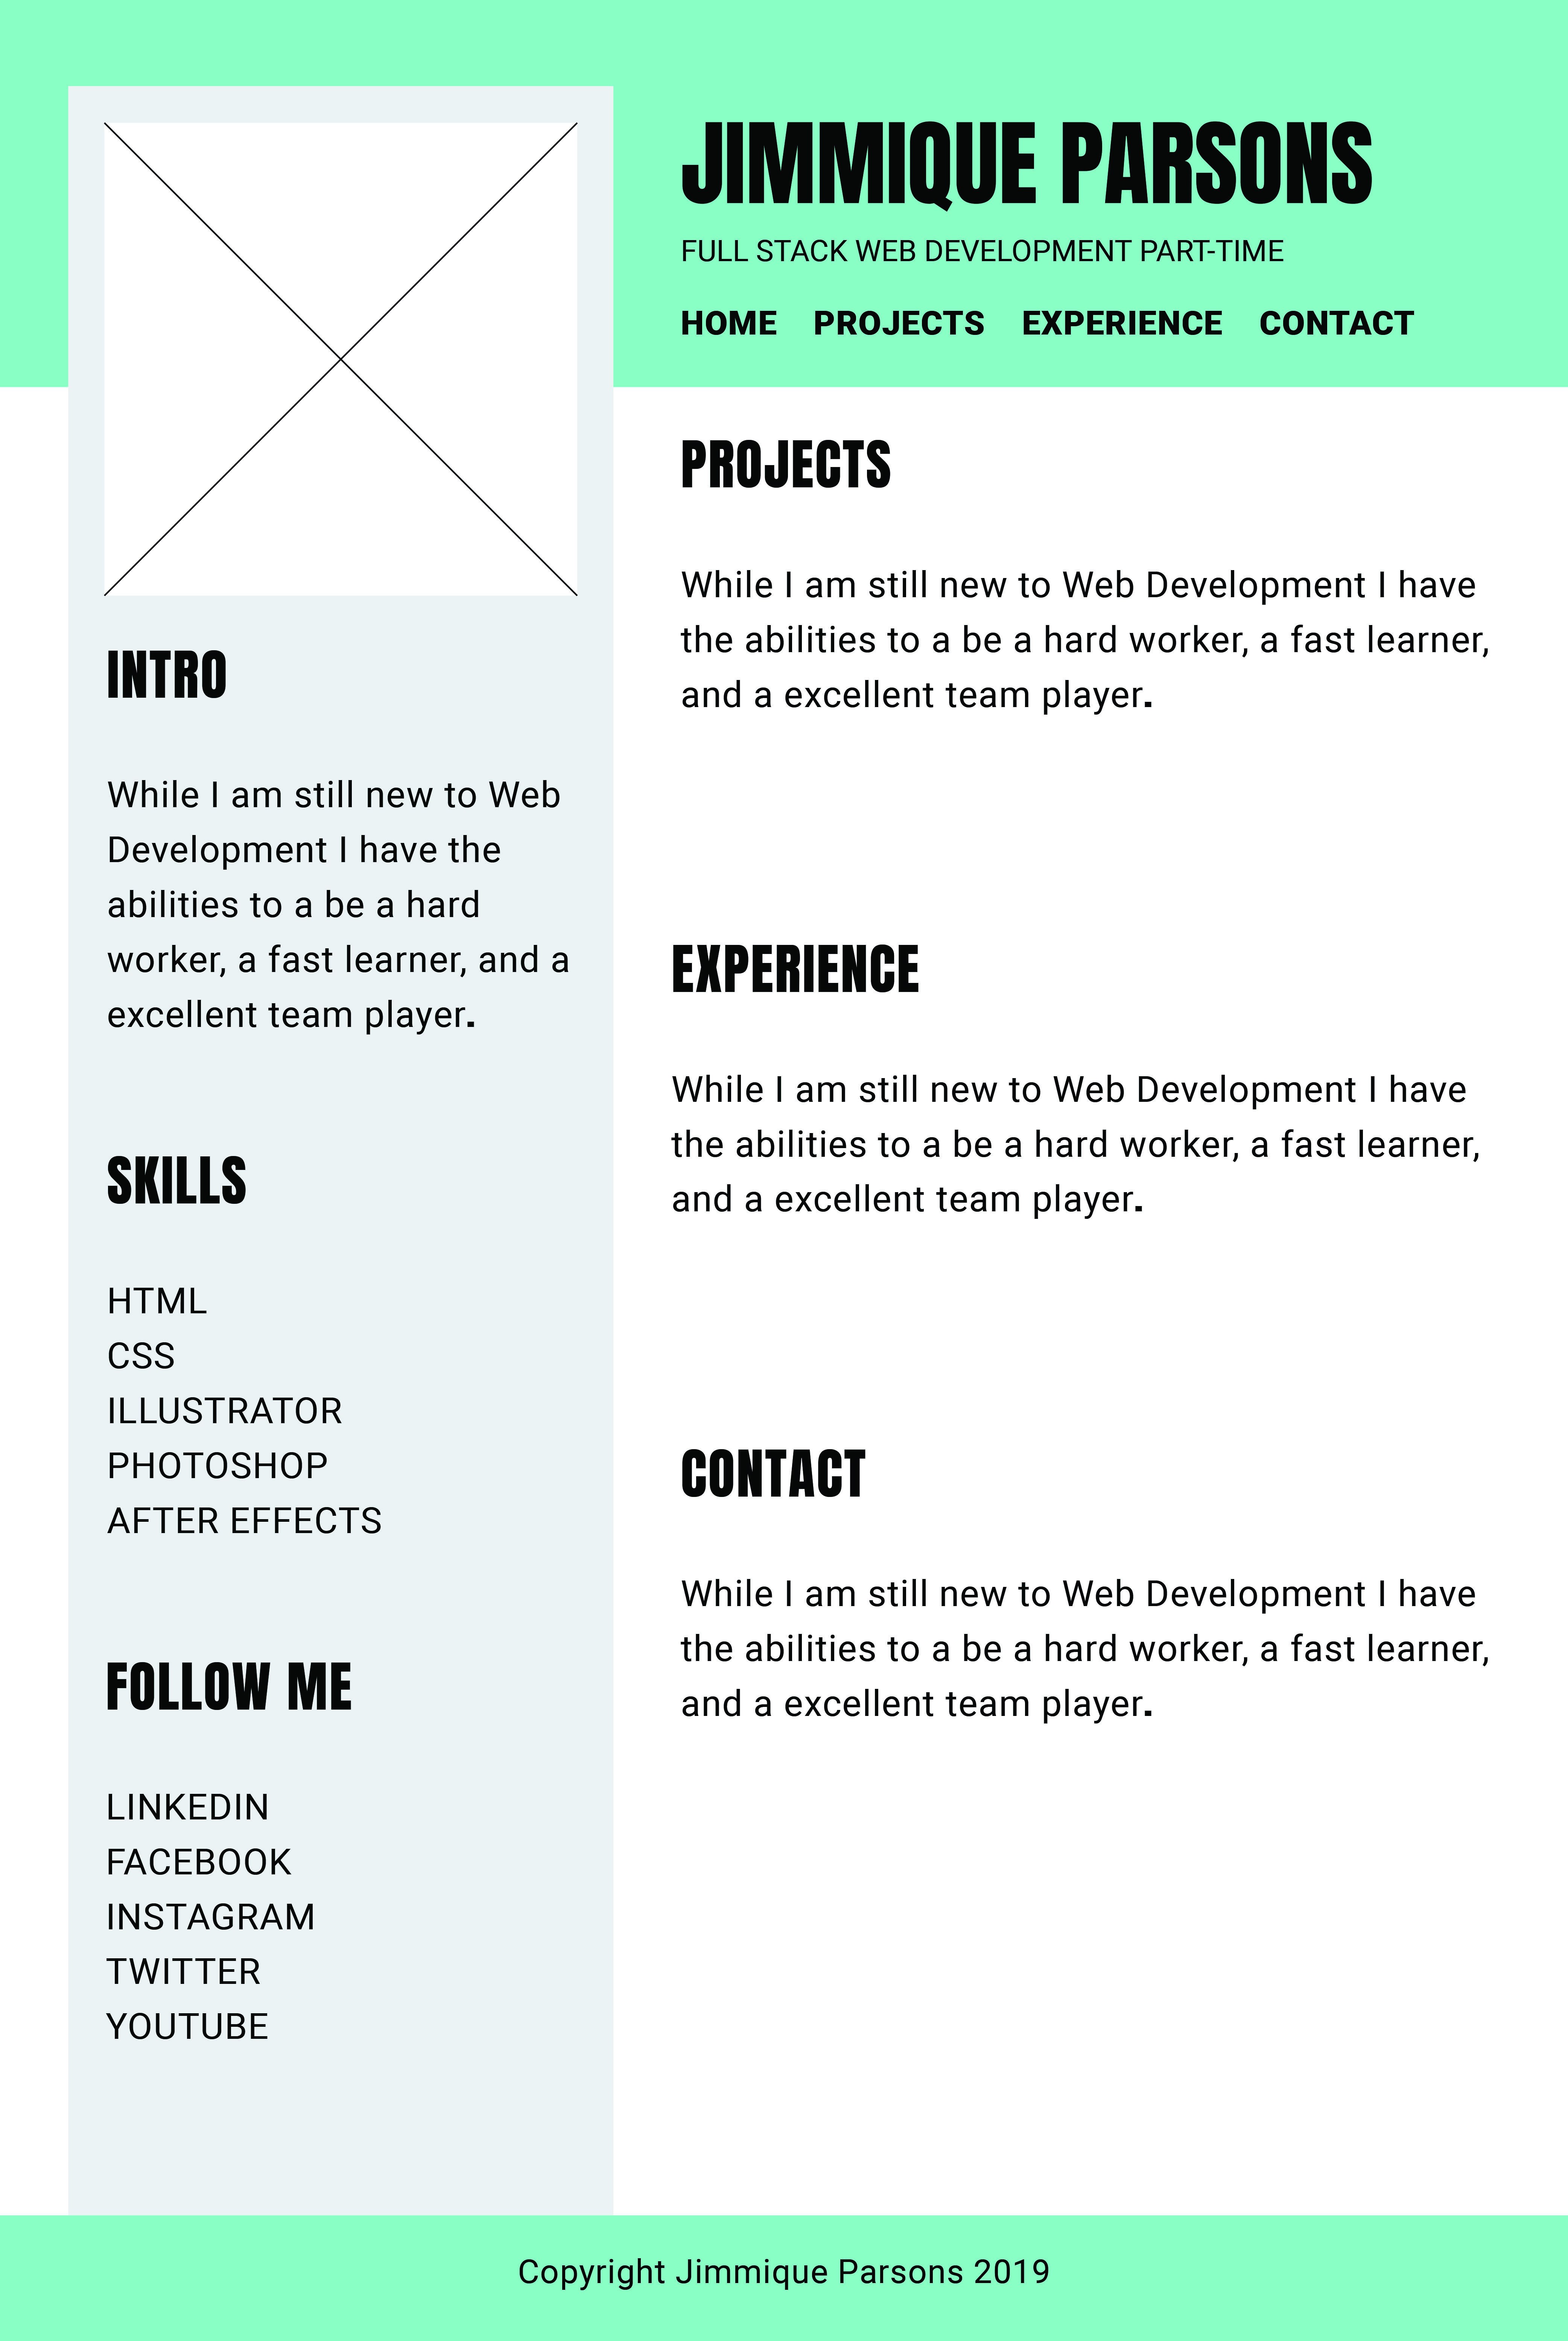 JIMMIQUE PARSONS
FULL STACK WEB DEVELOPMENT PART-TIME
HOME PROJECTS EXPERIENCE CONTACT
INTRO
While I am still new to Web
Development I have the
abilities to a be a hard
worker, a fast learner, and a
excellent team player.
SKILLS
HTML
CSS
ILLUSTRATOR
PHOTOSHOP
AFTER EFFECTS
FOLLOW ME
LINKEDIN
FACEBOOK
INSTAGRAM
TWITTER
YOUTUBE
PROJECTS
While I am still new to Web Development I have
the abilities to a be a hard worker, a fast learner,
and a excellent team player.
EXPERIENCE
While I am still new to Web Development I have
the abilities to a be a hard worker, a fast learner,
and a excellent team player.
CONTACT
While I am still new to Web Development I have
the abilities to a be a hard worker, a fast learner,
and a excellent team player.
Copyright Jimmique Parsons 2019